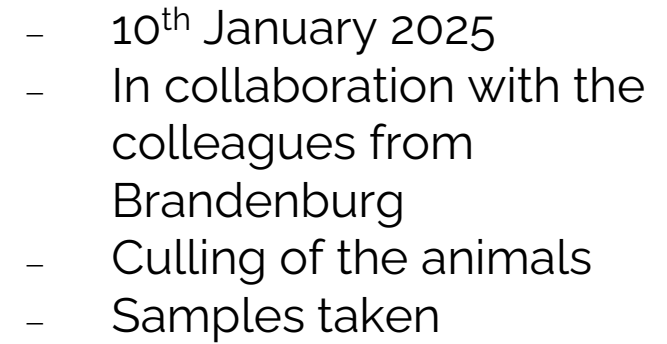 – 10th January 2025
– In collaboration with the
colleagues from
Brandenburg
– Culling of the animals
– Samples taken